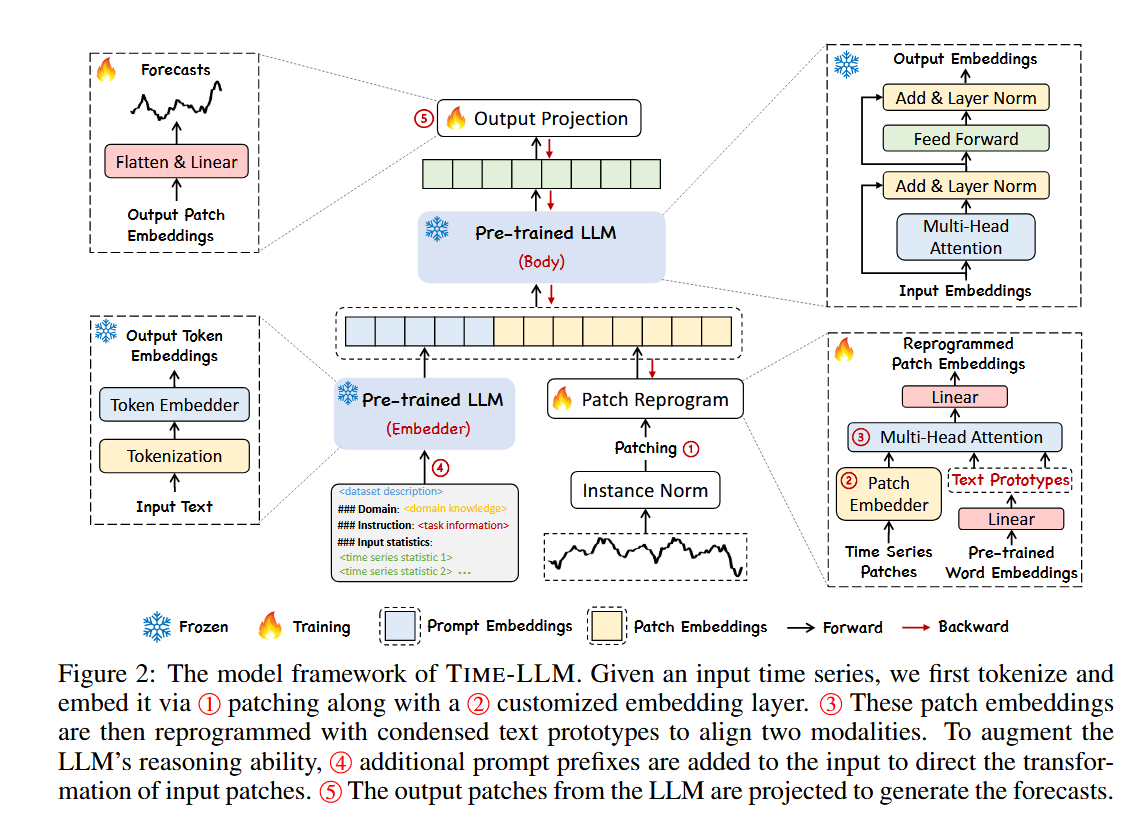 Forecasts
Flatten & Linear
Output Patch
Embeddings
⑤ Output Projection
Pre-trained LLM
(Body)
Output Embeddings
Add & Layer Norm
Feed Forward
Add & Layer Norm
Multi-Head
Attention
Input Embeddings
Output Token
Embeddings
Token Embedder
Tokenization
Input Text
Pre-trained LLM
(Embedder)
④
<dataset description>
### Domain: <domain knowledge>
### Instruction: <task information>
### Input statistics:
<time series statistic 1>
<time series statistic 2> ...
Patch Reprogram
Patching ①
Instance Norm
Reprogrammed
Patch Embeddings
Linear
③ Multi-Head Attention
② Patch
Embedder
Text Prototypes
Linear
Time Series
Patches
Pre-trained
Word Embeddings
Frozen
Training
Prompt Embeddings
Patch Embeddings
Forward
Backward
Figure 2: The model framework of TIME-LLM. Given an input time series, we first tokenize and
embed it via ① patching along with a ② customized embedding layer. ③ These patch embeddings
are then reprogrammed with condensed text prototypes to align two modalities. To augment the
LLM's reasoning ability, ④ additional prompt prefixes are added to the input to direct the transfor-
mation of input patches. ⑤ The output patches from the LLM are projected to generate the forecasts.